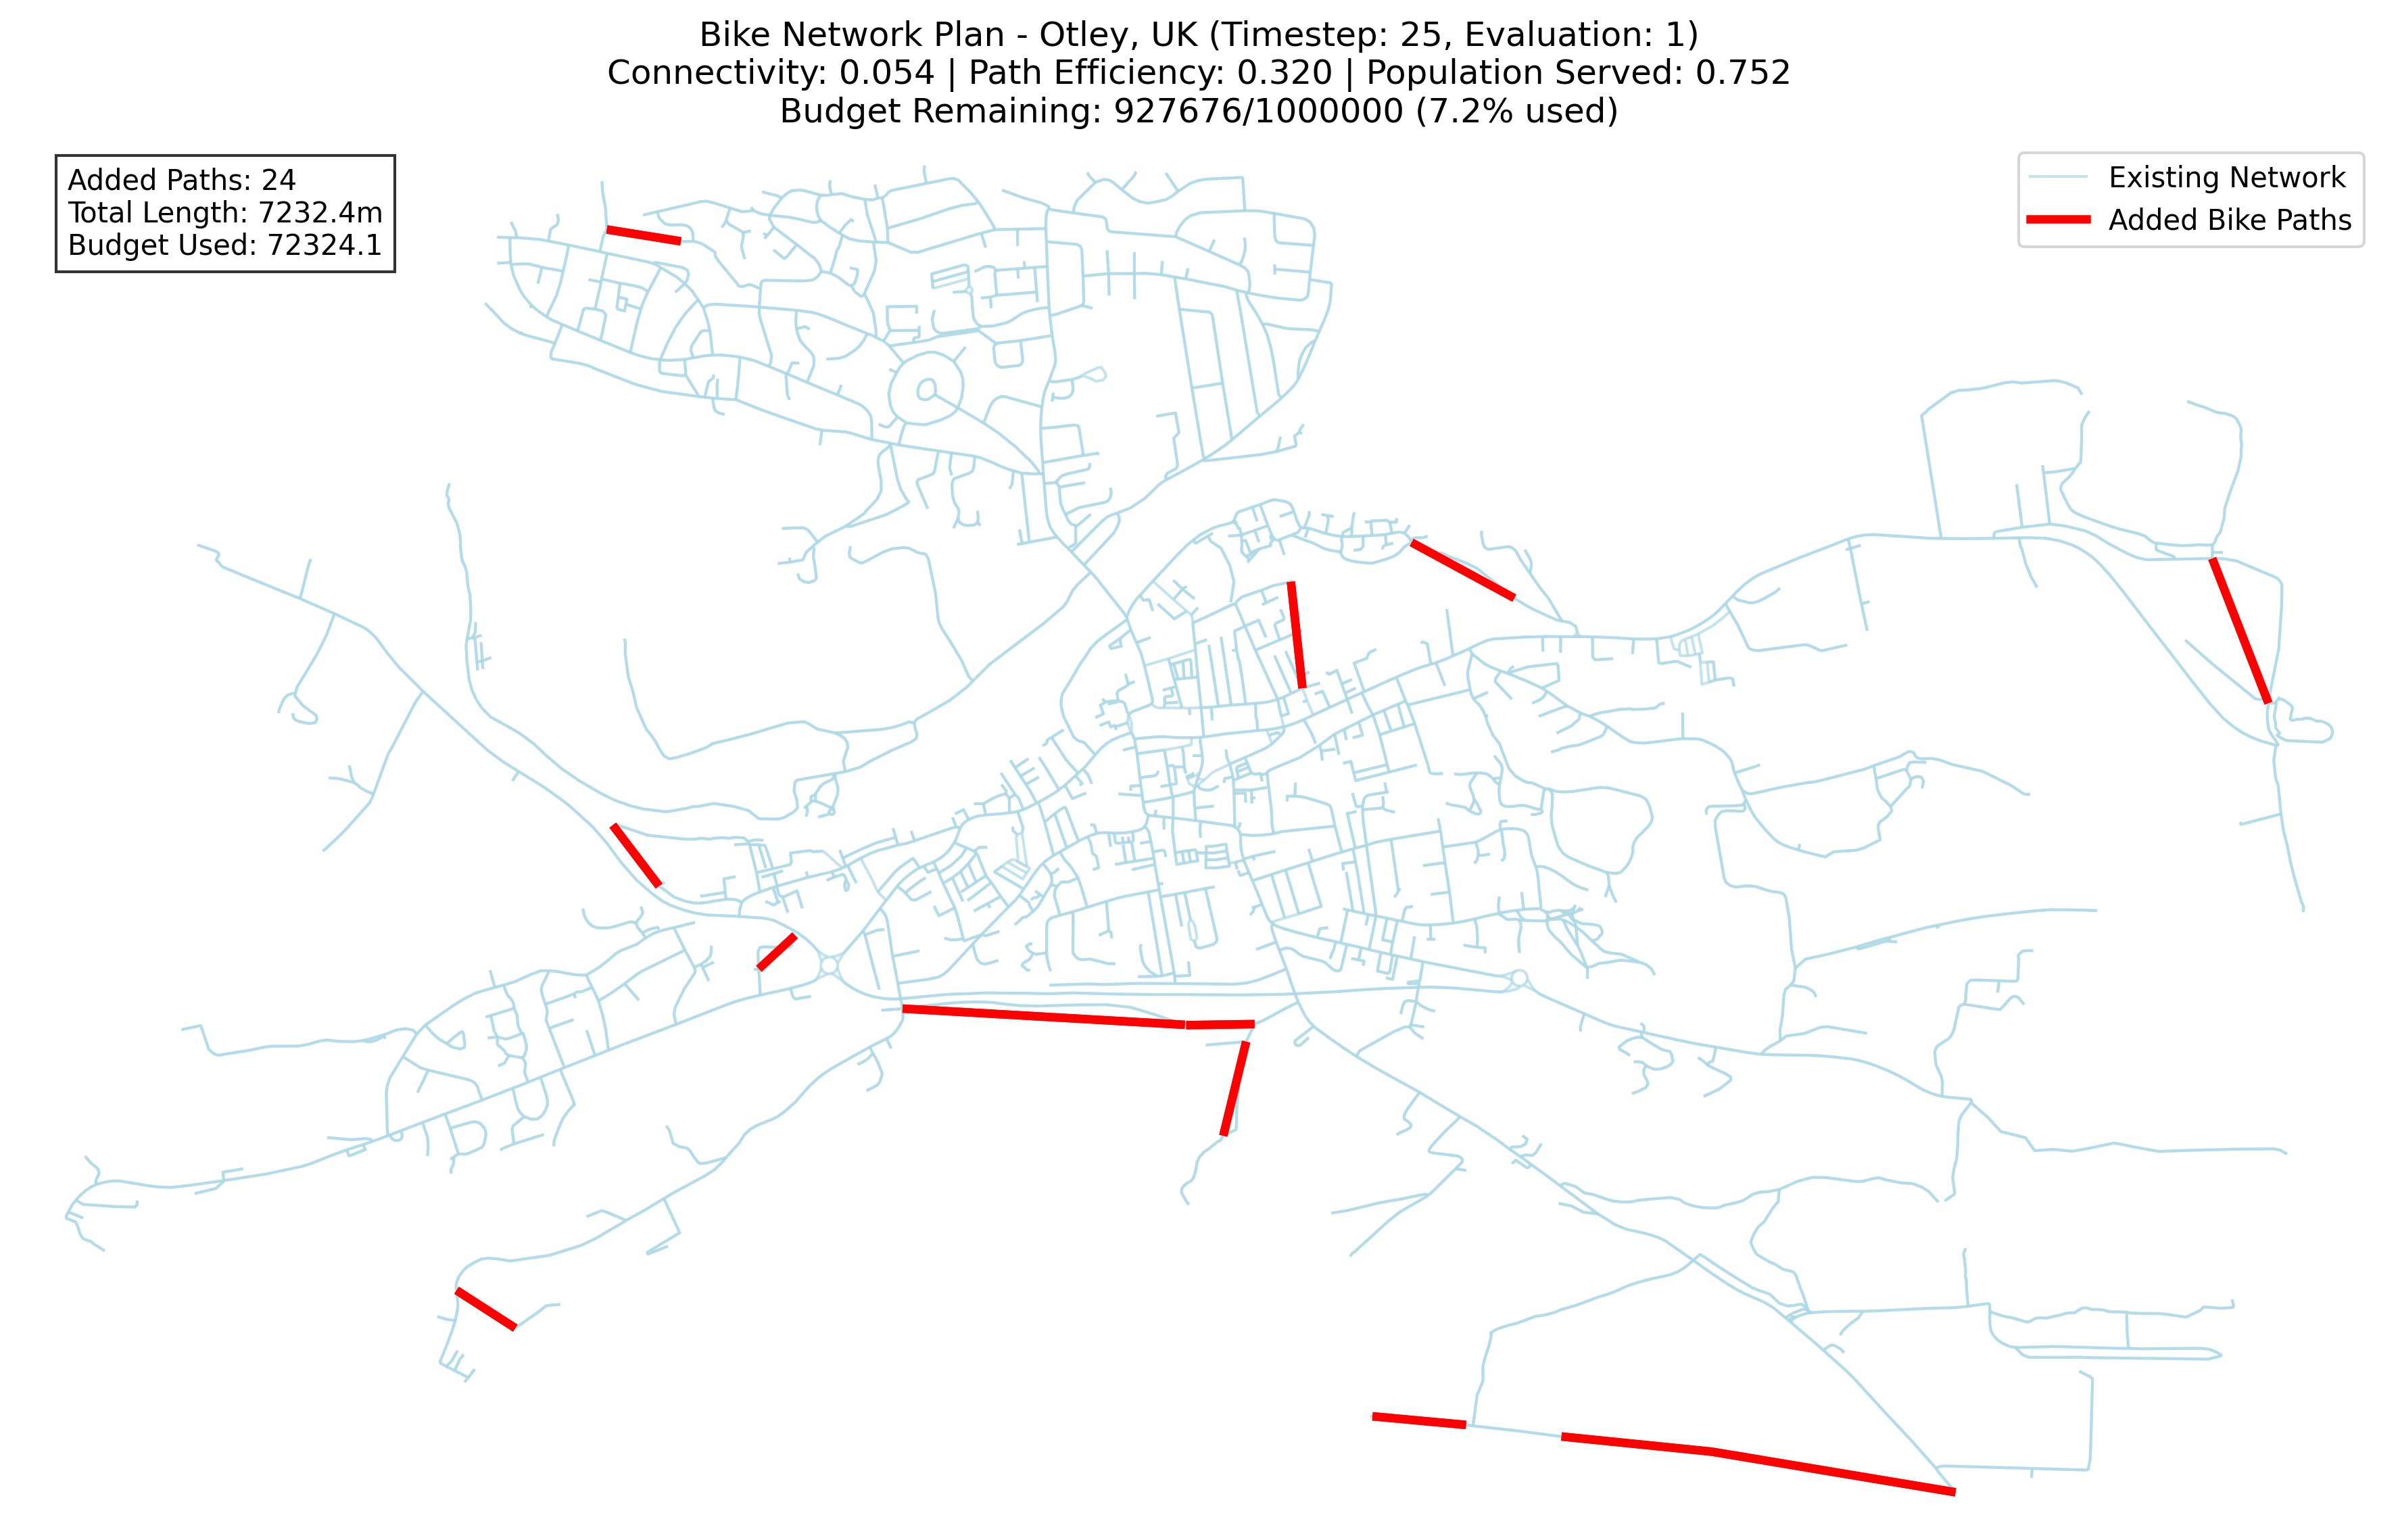 Bike Network Plan - Otley, UK (Timestep: 25, Evaluation: 1)
Connectivity: 0.054 | Path Efficiency: 0.320 | Population Served: 0.752
Budget Remaining: 927676/1000000 (7.2% used)
Added Paths: 24
Total Length: 7232.4m
Budget Used: 72324.1
Existing Network
Added Bike Paths